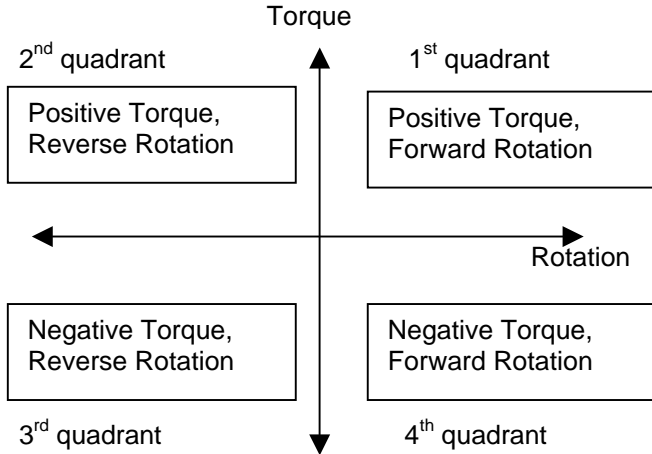 Torque
2nd quadrant
1st quadrant
Positive Torque,
Reverse Rotation
Positive Torque,
Forward Rotation
Rotation
Negative Torque,
Reverse Rotation
Negative Torque,
Forward Rotation
3rd quadrant
4th quadrant